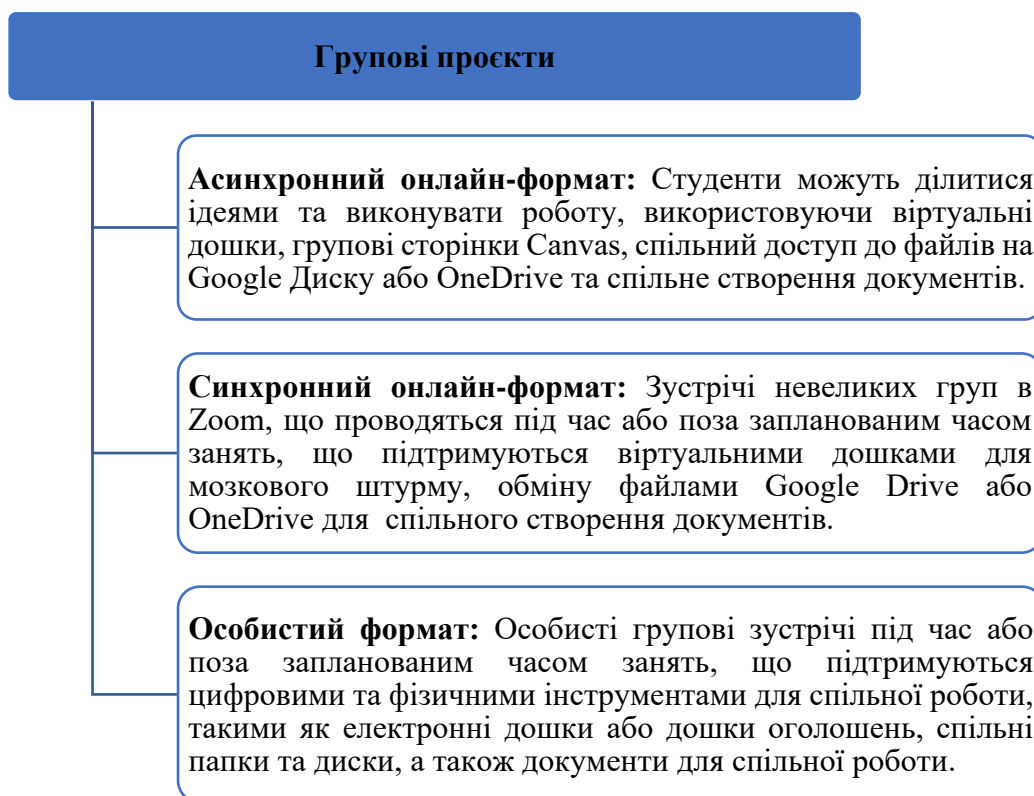 Групові проєкти
Асинхронний онлайн-формат: Студенти можуть ділитися
ідеями та виконувати роботу, використовуючи віртуальні
дошки, групові сторінки Canvas, спільний доступ до файлів на
Google Диску або OneDrive та спільне створення документів.
Синхронний онлайн-формат: Зустрічі невеликих груп в
Zoom, що проводяться під час або поза запланованим часом
занять, що підтримуються віртуальними дошками для
мозкового штурму, обміну файлами Google Drive або
OneDrive для спільного створення документів.
Особистий формат: Особисті групові зустрічі під час або
поза запланованим часом занять, що підтримуються
цифровими та фізичними інструментами для спільної роботи,
такими як електронні дошки або дошки оголошень, спільні
папки та диски, а також документи для спільної роботи.